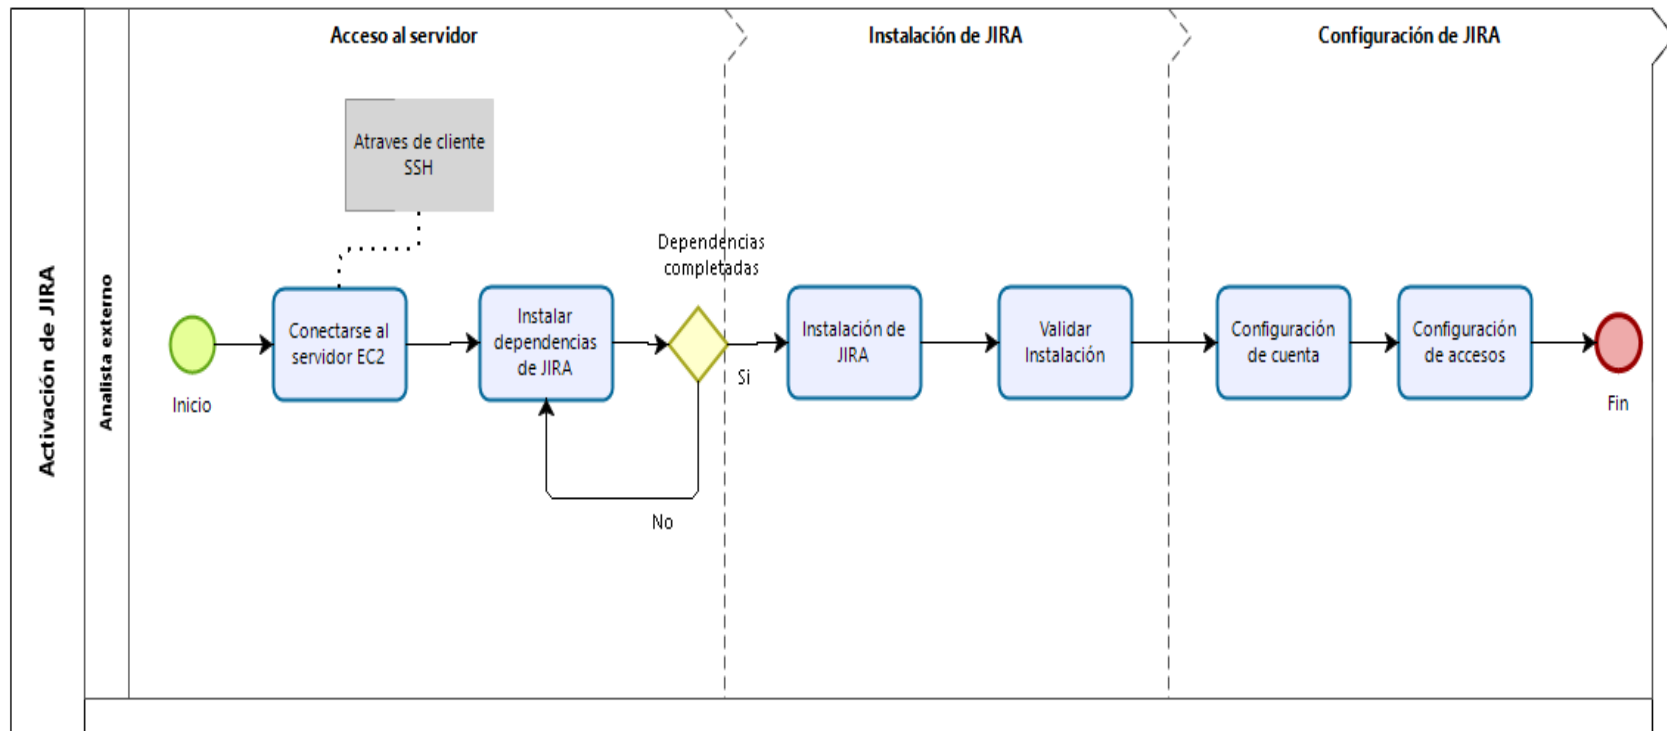 Acceso al servidor
Instalación de JIRA
Configuración de JIRA
Activación de JIRA
Analista externo
Atraves de cliente
SSH
Inicio
Conectarse al
servidor EC2
Instalar
dependencias
de JIRA
Dependencias
completadas
Si
No
Instalación de
JIRA
Validar
Instalación
Configuración
de cuenta
Configuración
de accesos
Fin